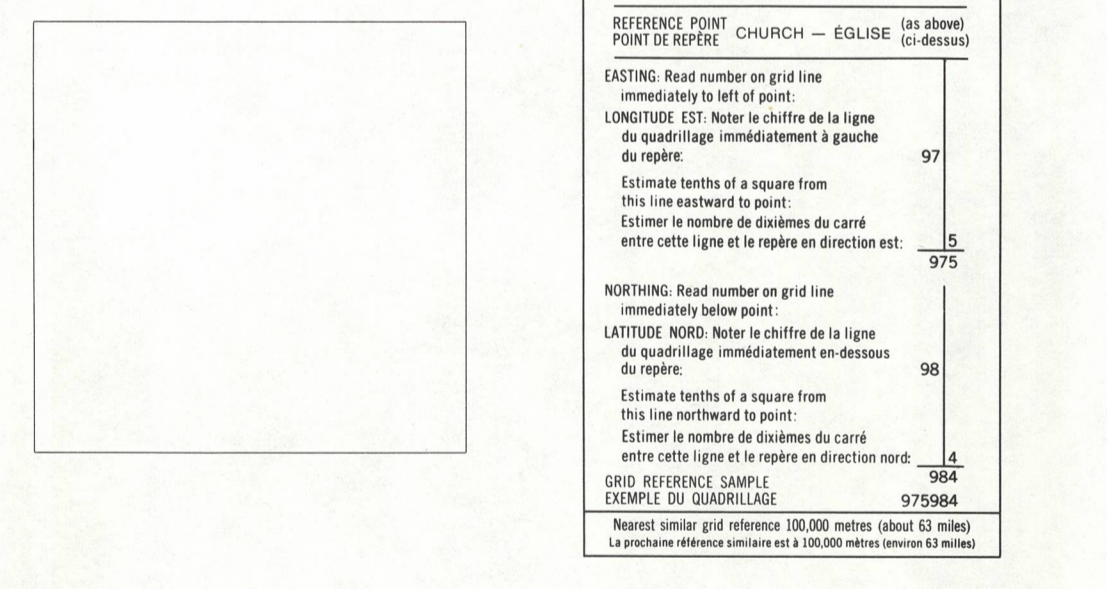 REFERENCE POINT CHURCH — ÉGLISE (as above)
POINT DE REPÈRE (ci-dessus)
EASTING: Read number on grid line
immediately to left of point:
LONGITUDE EST: Noter le chiffre de la ligne
du quadrillage immédiatement à gauche
du repère: 97
Estimate tenths of a square from
this line eastward to point:
Estimer le nombre de dixièmes du carré
entre cette ligne et le repère en direction est: 5
975
NORTHING: Read number on grid line
immediately below point:
LATITUDE NORD: Noter le chiffre de la ligne
du quadrillage immédiatement en-dessous
du repère: 98
Estimate tenths of a square from
this line northward to point:
Estimer le nombre de dixièmes du carré
entre cette ligne et le repère en direction nord: 4
984
GRID REFERENCE SAMPLE
EXEMPLE DU QUADRILLAGE 975984
Nearest similar grid reference 100,000 metres (about 63 miles)
La prochaine référence similaire est à 100,000 mètres (environ 63 milles)